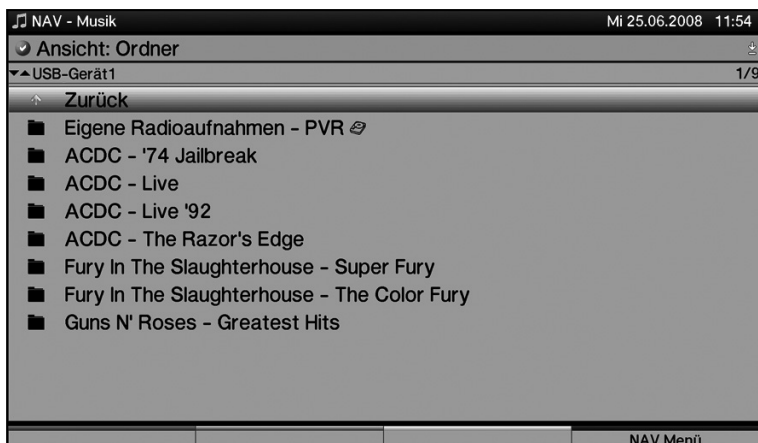 NAV - Musik Mi 25.06.2008 11:54
Ansicht: Ordner
USB-Gerät1 1/9
Zurück
Eigene Radioaufnahmen - PVR
ACDC - '74 Jailbreak
ACDC - Live
ACDC - Live '92
ACDC - The Razor's Edge
Fury In The Slaughterhouse - Super Fury
Fury In The Slaughterhouse - The Color Fury
Guns N' Roses - Greatest Hits
NAV Menü